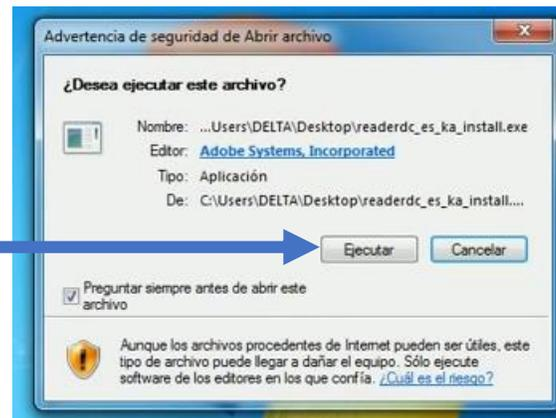 Advertencia de seguridad de Abrir archivo
¿Desea ejecutar este archivo?
Nombre: ...Users\DELTA\Desktop\readerdc_es_ka_install.exe
Editor: Adobe Systems, Incorporated
Tipo: Aplicación
De: C:\Users\DELTA\Desktop\readerdc_es_ka_install....
Ejecutar Cancelar
Preguntar siempre antes de abrir este
archivo
Aunque los archivos procedentes de Internet pueden ser útiles, este
tipo de archivo puede llegar a dañar el equipo. Sólo ejecute
software de los editores en los que confía. ¿Cuál es el riesgo?